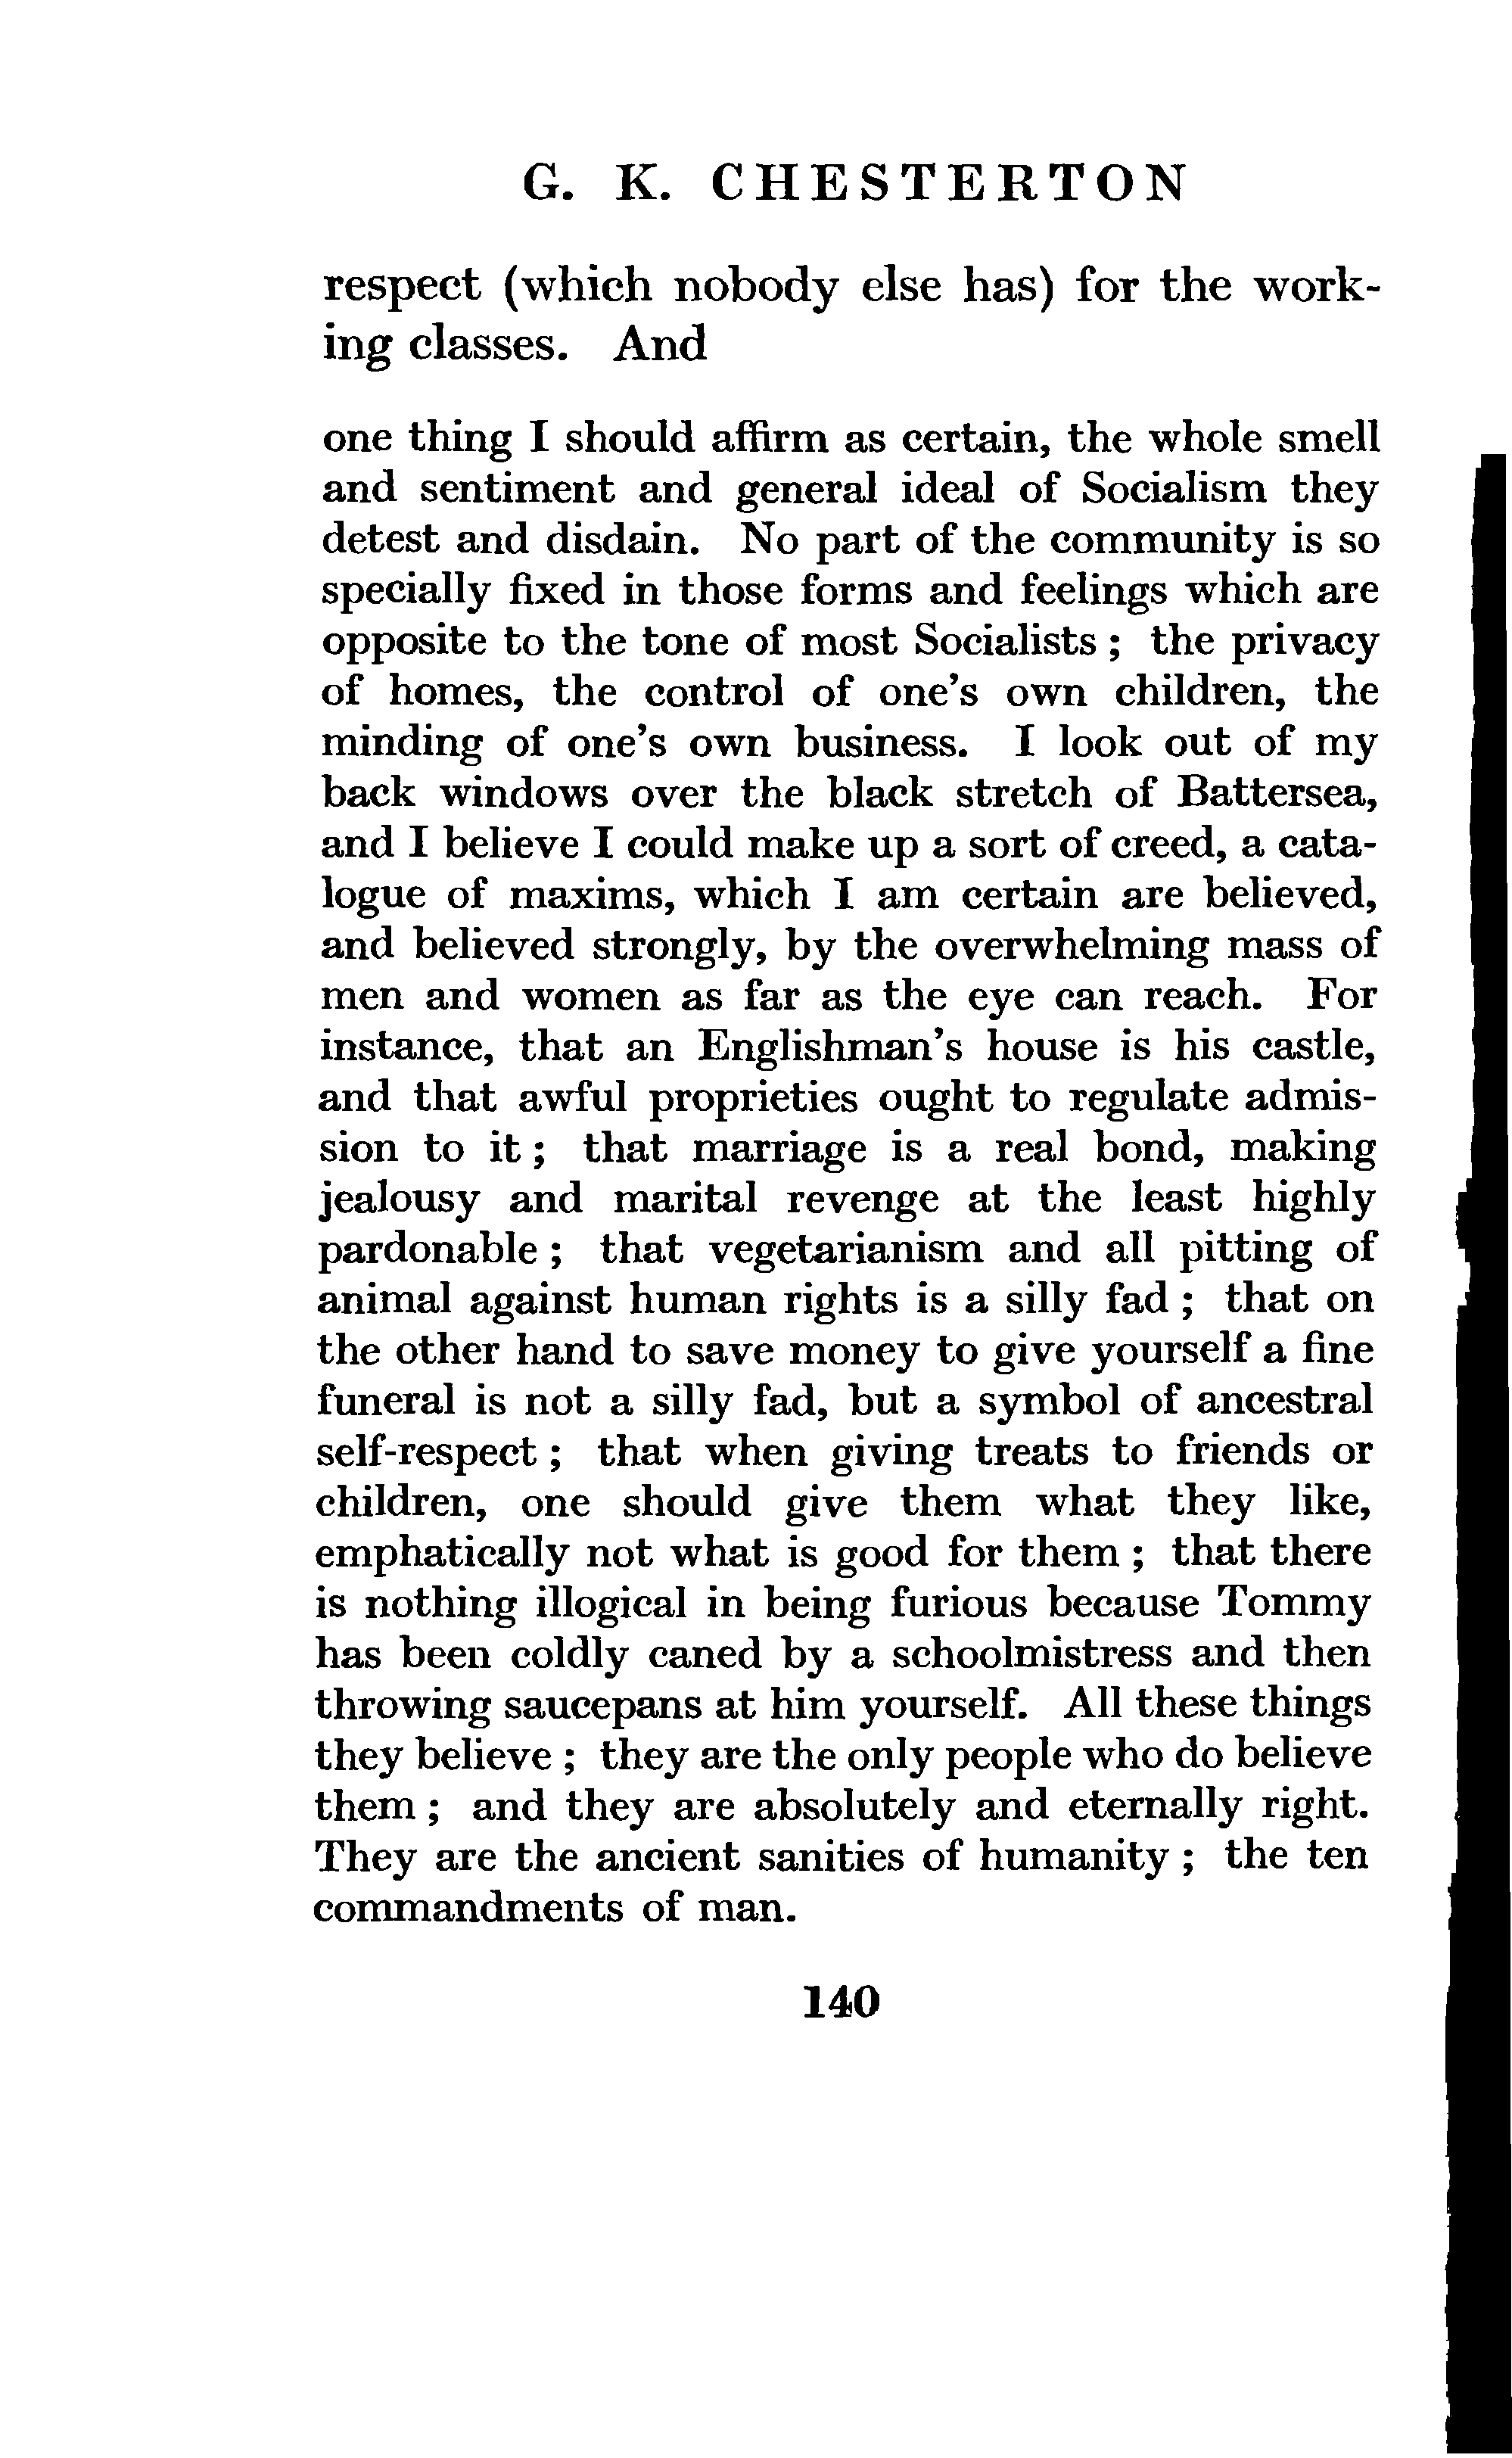 G. K. CHESTERTON
respect (which nobody else has) for the work-
ing classes. And
one thing I should affirm as certain, the whole smell
and sentiment and general ideal of Socialism they
detest and disdain. No part of the community is so
specially fixed in those forms and feelings which are
opposite to the tone of most Socialists ; the privacy
of homes, the control of one's own children, the
minding of one's own business. I look out of my
back windows over the black stretch of Battersea,
and I believe I could make up a sort of creed, a cata-
logue of maxims, which I am certain are believed,
and believed strongly, by the overwhelming mass of
men and women as far as the eye can reach. For
instance, that an Englishman's house is his castle,
and that awful proprieties ought to regulate admis-
sion to it ; that marriage is a real bond, making
jealousy and marital revenge at the least highly
pardonable ; that vegetarianism and all pitting of
animal against human rights is a silly fad ; that on
the other hand to save money to give yourself a fine
funeral is not a silly fad, but a symbol of ancestral
self-respect ; that when giving treats to friends or
children, one should give them what they like,
emphatically not what is good for them ; that there
is nothing illogical in being furious because Tommy
has been coldly caned by a schoolmistress and then
throwing saucepans at him yourself. All these things
they believe ; they are the only people who do believe
them ; and they are absolutely and eternally right.
They are the ancient sanities of humanity ; the ten
commandments of man.
140